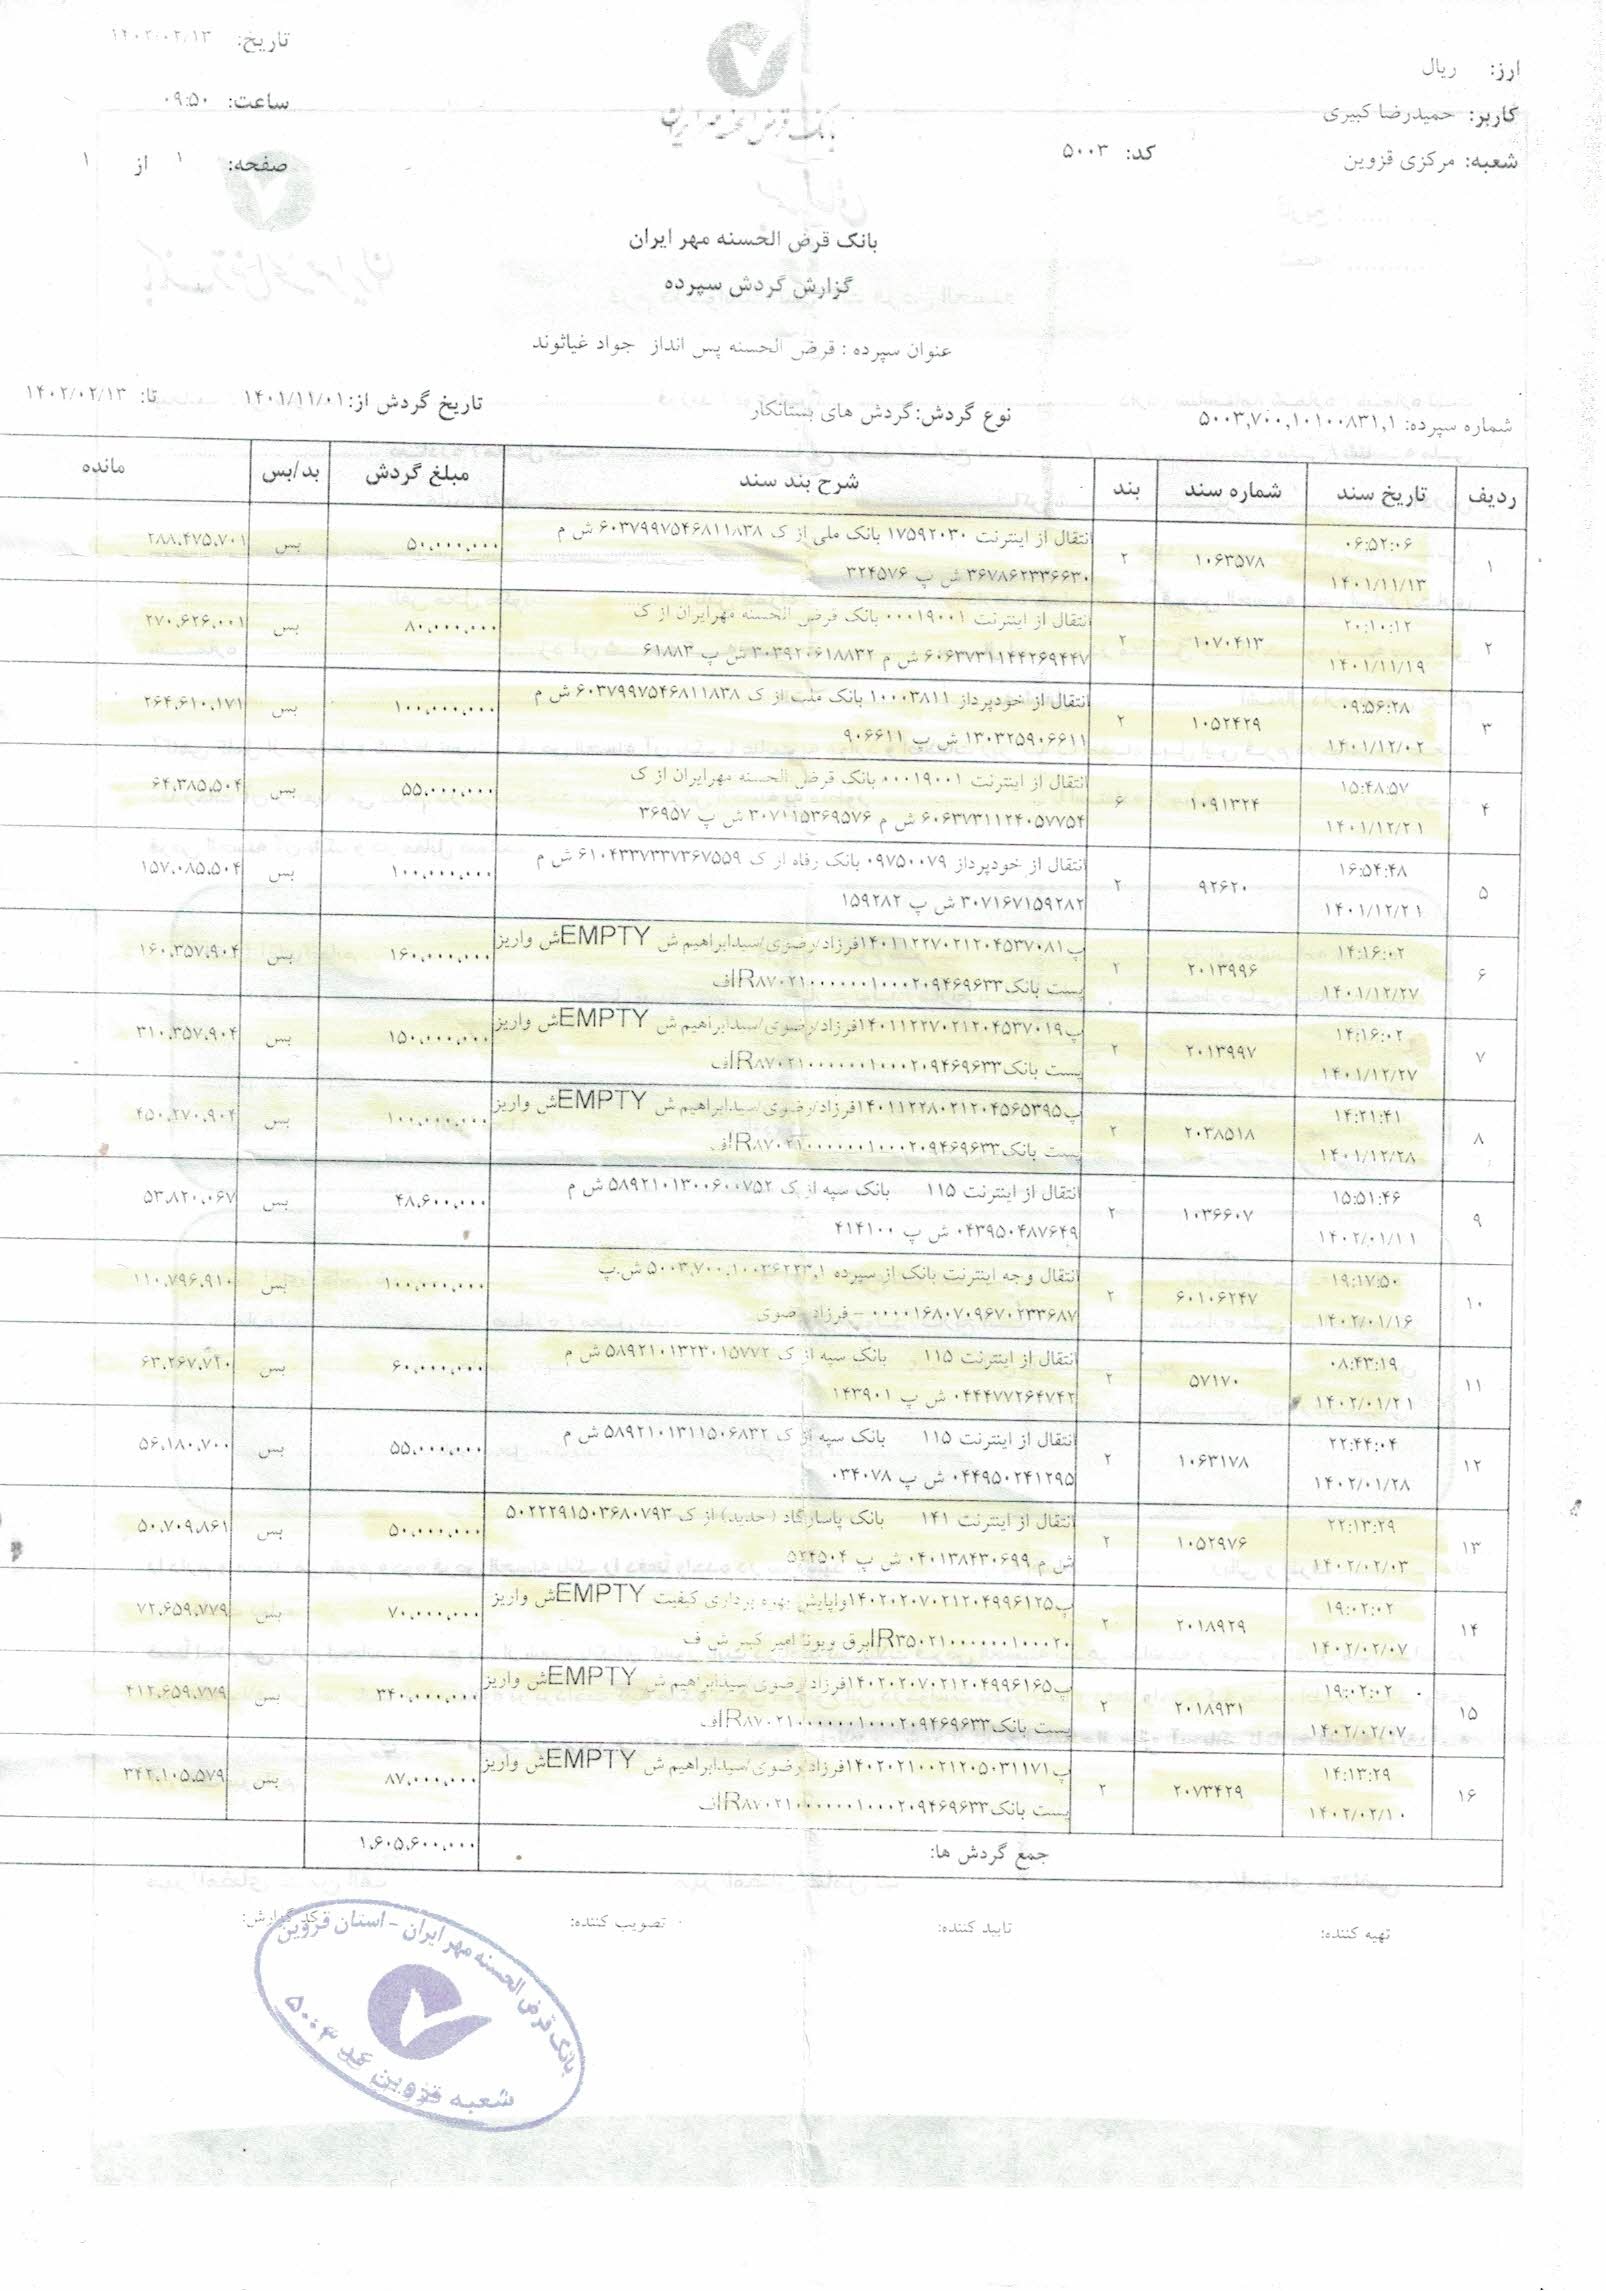 ارز: ریال
کاربر: حمیدرضا کبیری
شعبه: مرکزی قزوین
کد: ۵۰۰۳
تاریخ: ۱۴۰۲/۰۲/۱۳
ساعت: ۰۹:۵۰
صفحه: ۱ از ۱
بانک قرض الحسنه مهر ایران
گزارش گردش سپرده
عنوان سپرده : قرض الحسنه پس انداز جواد غیاثوند
شماره سپرده: ۵۰۰۳,۷۰۰,۱۰۱۰۰۸۳۱,۱ نوع گردش: گردش های بستانکار تاریخ گردش از: ۱۴۰۱/۱۱/۰۱ تا: ۱۴۰۲/۰۲/۱۳
ردیف تاریخ سند شماره سند بند شرح بند سند مبلغ گردش بد/بس مانده
۱ ۰۶:۵۲:۰۶ ۱۰۶۳۵۷۸ ۲ انتقال از اینترنت ۱۷۵۹۲۰۳۰ بانک ملی از ک ۶۰۳۷۹۹۷۵۴۶۸۱۱۸۳۸ ش م ۵۰,۰۰۰,۰۰۰ بس ۲۸۸,۴۷۵,۷۰۱
۱۴۰۱/۱۱/۱۳ ۳۶۷۸۶۲۳۳۶۶۳۰ ش پ ۳۲۴۵۷۶
۲ ۲۰:۱۰:۱۲ ۱۰۷۰۴۱۳ ۲ انتقال از اینترنت ۰۰۰۱۹۰۰۱ بانک قرض الحسنه مهرایران از ک ۸۰,۰۰۰,۰۰۰ بس ۲۷۰,۶۲۶,۰۰۱
۱۴۰۱/۱۱/۱۹ ۶۰۶۳۷۳۱۱۴۴۲۶۹۴۴۷ ش م ۳۰۳۹۲۰۶۱۸۸۳۲ ش پ ۶۱۸۸۳
۳ ۰۹:۵۶:۲۸ ۱۰۵۲۴۲۹ ۲ انتقال از خودپرداز ۱۰۰۰۳۸۱۱ بانک ملت از ک ۶۰۳۷۹۹۷۵۴۶۸۱۱۸۳۸ ش م ۱۰۰,۰۰۰,۰۰۰ بس ۲۶۴,۶۱۰,۱۷۱
۱۴۰۱/۱۲/۰۲ ۱۳۰۳۲۵۹۰۶۶۱۱ ش پ ۹۰۶۶۱۱
۴ ۱۵:۴۸:۵۷ ۱۰۹۱۳۲۴ ۶ انتقال از اینترنت ۰۰۰۱۹۰۰۱ بانک قرض الحسنه مهرایران از ک ۵۵,۰۰۰,۰۰۰ بس ۶۴,۳۸۵,۵۰۴
۱۴۰۱/۱۲/۲۱ ۶۰۶۳۷۳۱۱۲۴۰۵۷۷۵۴ ش م ۳۰۷۱۱۵۳۶۹۵۷۶ ش پ ۳۶۹۵۷
۵ ۱۶:۵۴:۴۸ ۹۲۶۲۰ ۲ انتقال از خودپرداز ۰۹۷۵۰۰۷۹ بانک رفاه از ک ۶۱۰۴۳۳۷۳۳۷۳۶۷۵۵۹ ش م ۱۰۰,۰۰۰,۰۰۰ بس ۱۵۷,۰۸۵,۵۰۴
۱۴۰۱/۱۲/۲۱ ۳۰۷۱۶۷۱۵۹۲۸۲ ش پ ۱۵۹۲۸۲
۶ ۱۴:۱۶:۰۲ ۲۰۱۳۹۹۶ ۲ پ۱۴۰۱۱۲۲۷۰۲۱۲۰۴۵۳۷۰۸۱فرزاد/رضوی/سیدابراهیم ش EMPTYش واریز ۱۶۰,۰۰۰,۰۰۰ بس ۱۶۰,۳۵۷,۹۰۴
۱۴۰۱/۱۲/۲۷ پست بانکIR۸۷۰۲۱۰۰۰۰۰۰۱۰۰۰۲۰۹۴۶۹۶۳۳اف
۷ ۱۴:۱۶:۰۲ ۲۰۱۳۹۹۷ ۲ پ۱۴۰۱۱۲۲۷۰۲۱۲۰۴۵۳۷۰۱۹فرزاد/رضوی/سیدابراهیم ش EMPTYش واریز ۱۵۰,۰۰۰,۰۰۰ بس ۳۱۰,۳۵۷,۹۰۴
۱۴۰۱/۱۲/۲۷ پست بانکIR۸۷۰۲۱۰۰۰۰۰۰۱۰۰۰۲۰۹۴۶۹۶۳۳اف
۸ ۱۴:۲۱:۴۱ ۲۰۳۸۵۱۸ ۲ پ۱۴۰۱۱۲۲۸۰۲۱۲۰۴۵۶۵۳۹۵فرزاد/رضوی/سیدابراهیم ش EMPTYش واریز ۱۰۰,۰۰۰,۰۰۰ بس ۴۵۰,۲۷۰,۹۰۴
۱۴۰۱/۱۲/۲۸ پست بانکIR۸۷۰۲۱۰۰۰۰۰۰۱۰۰۰۲۰۹۴۶۹۶۳۳اف
۹ ۱۵:۵۱:۴۶ ۱۰۳۶۶۰۷ ۲ انتقال از اینترنت ۱۱۵ بانک سپه از ک ۵۸۹۲۱۰۱۳۰۰۶۰۰۷۵۲ ش م ۴۸,۶۰۰,۰۰۰ بس ۵۳,۸۲۰,۰۶۷
۱۴۰۲/۰۱/۱۱ ۰۴۳۹۵۰۴۸۷۶۴۹ ش پ ۴۱۴۱۰۰
۱۰ ۱۹:۱۷:۵۰ ۶۰۱۰۶۲۴۷ ۲ انتقال وجه اینترنت بانک از سپرده ۵۰۰۳,۷۰۰,۱۰۰۲۶۲۲۳,۱ ش.پ ۱۰۰,۰۰۰,۰۰۰ بس ۱۱۰,۷۹۶,۹۱۰
۱۴۰۲/۰۱/۱۶ ۰۰۰۰۱۶۸۰۷۰۹۶۷۰۲۳۳۶۸۷ - فرزاد رضوی
۱۱ ۰۸:۴۳:۱۹ ۵۷۱۷۰ ۲ انتقال از اینترنت ۱۱۵ بانک سپه از ک ۵۸۹۲۱۰۱۳۲۳۰۱۵۷۷۲ ش م ۶۰,۰۰۰,۰۰۰ بس ۶۳,۲۶۷,۷۲۰
۱۴۰۲/۰۱/۲۱ ۰۴۴۴۷۷۲۶۴۷۴۲ ش پ ۱۴۳۹۰۱
۱۲ ۲۲:۴۴:۰۴ ۱۰۶۳۱۷۸ ۲ انتقال از اینترنت ۱۱۵ بانک سپه از ک ۵۸۹۲۱۰۱۳۱۱۵۰۶۸۳۲ ش م ۵۵,۰۰۰,۰۰۰ بس ۵۶,۱۸۰,۷۰۰
۱۴۰۲/۰۱/۲۸ ۰۴۴۹۵۰۲۴۱۲۹۵ ش پ ۰۳۴۰۷۸
۱۳ ۲۲:۱۳:۲۹ ۱۰۵۲۹۷۶ ۲ انتقال از اینترنت ۱۴۱ بانک پاسارگاد (جدید) از ک ۵۰۲۲۲۹۱۵۰۳۶۸۰۷۹۳ ۵۰,۰۰۰,۰۰۰ بس ۵۰,۷۰۹,۸۶۱
۱۴۰۲/۰۲/۰۳ ش م ۰۴۰۱۳۸۴۳۰۶۹۹ ش پ ۵۲۴۵۰۴
۱۴ ۱۹:۰۲:۰۲ ۲۰۱۸۹۲۹ ۲ پ۱۴۰۲۰۲۰۷۰۲۱۲۰۴۹۹۶۱۲۵واپایش بهره برداری کیفیت EMPTYش واریز ۷۰,۰۰۰,۰۰۰ بس ۷۲,۶۵۹,۷۷۹
۱۴۰۲/۰۲/۰۷ IR۳۵۰۲۱۰۰۰۰۰۰۱۰۰۰۲۰برق ویونا امیر کبیر ش ف
۱۵ ۱۹:۰۲:۰۲ ۲۰۱۸۹۳۱ ۲ پ۱۴۰۲۰۲۰۷۰۲۱۲۰۴۹۹۶۱۶۵فرزاد/رضوی سیدابراهیم ش EMPTYش واریز ۳۴۰,۰۰۰,۰۰۰ بس ۴۱۲,۶۵۹,۷۷۹
۱۴۰۲/۰۲/۰۷ پست بانکIR۸۷۰۲۱۰۰۰۰۰۰۱۰۰۰۲۰۹۴۶۹۶۳۳اف
۱۶ ۱۴:۱۳:۲۹ ۲۰۷۳۴۲۹ ۲ پ۱۴۰۲۰۲۱۰۰۲۱۲۰۵۰۳۱۱۷۱فرزاد/رضوی/سیدابراهیم ش EMPTYش واریز ۸۷,۰۰۰,۰۰۰ بس ۳۴۲,۱۰۵,۵۷۹
۱۴۰۲/۰۲/۱۰ پست بانکIR۸۷۰۲۱۰۰۰۰۰۰۱۰۰۰۲۰۹۴۶۹۶۳۳اف
جمع گردش ها: ۱,۶۰۵,۶۰۰,۰۰۰
تهیه کننده: تایید کننده: تصویب کننده: کد گزارش:
بانک قرض الحسنه مهر ایران - استان قزوین
شعبه قزوین کد ۵۰۰۳